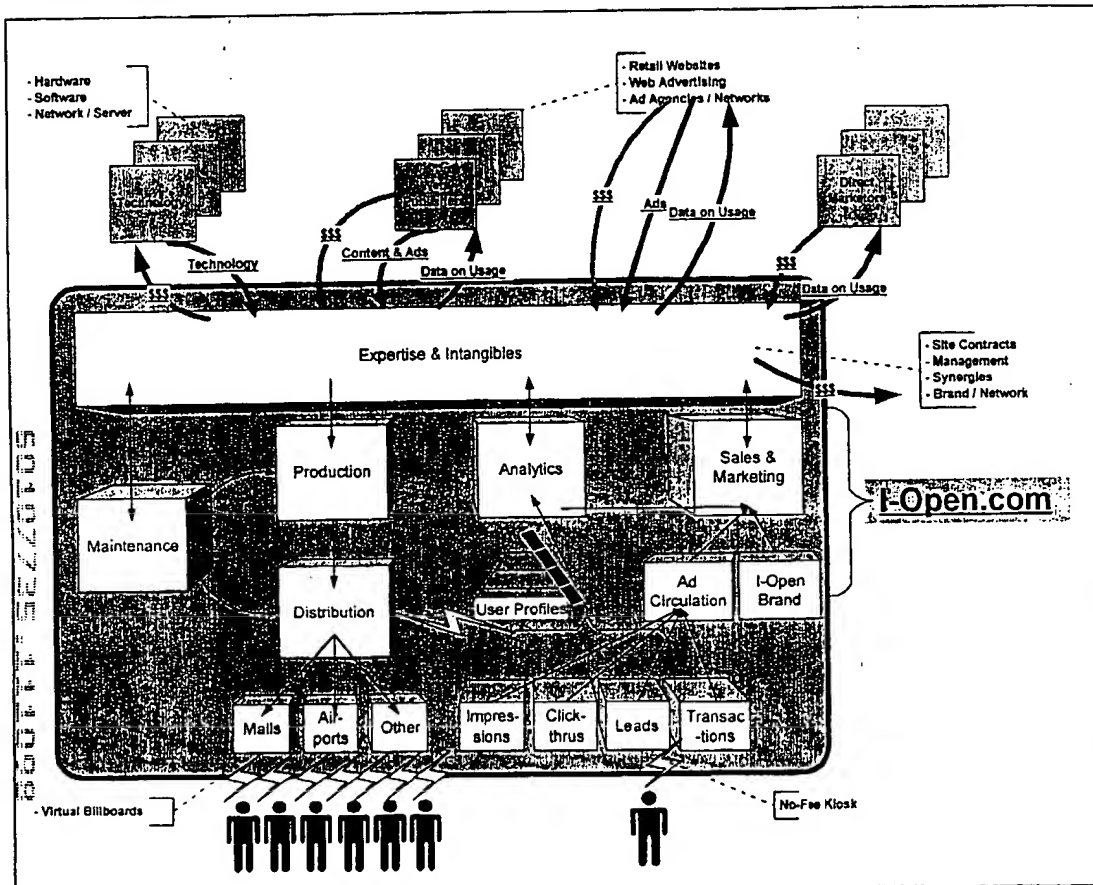 - Hardware
- Software
- Network / Server
- Retail Websites
- Web Advertising
- Ad Agencies / Networks
Technology
Direct
Marketers
$$$
Technology
$$$
Content & Ads
Data on Usage
$$$
Ads
Data on Usage
$$$
Data on Usage
Expertise & Intangibles
- Site Contracts
- Management
- Synergies
- Brand / Network
$$$
$$$
Production
Analytics
Sales &
Marketing
I-Open.com
Maintenance
Distribution
User Profiles
Ad
Circulation
I-Open
Brand
Malls
Air-
ports
Other
Impres-
sions
Click-
thrus
Leads
Transac
-tions
- Virtual Billboards
No-Fee Kiosk